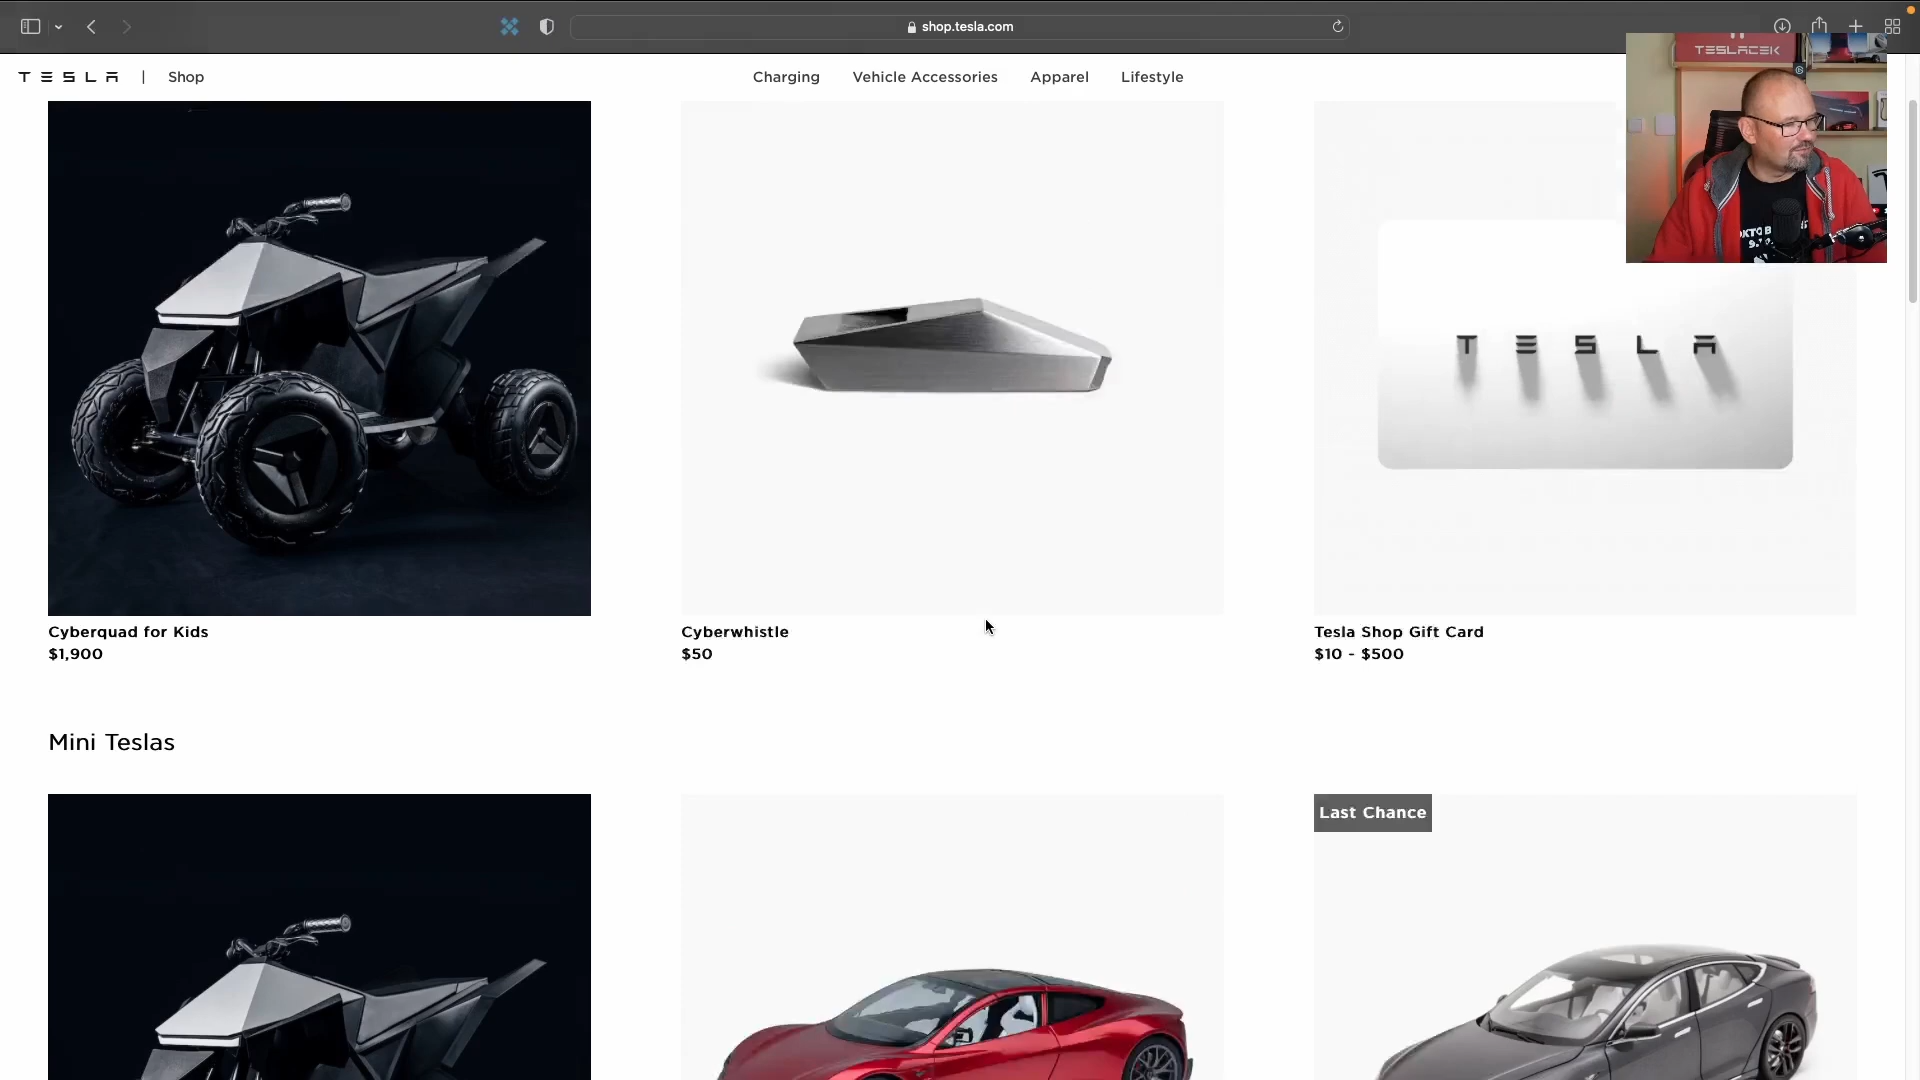 shop.tesla.com
TESLA | Shop
Charging
Vehicle Accessories
Apparel
Lifestyle
TESLACEK
TESLA
Cyberquad for Kids
$1,900
Cyberwhistle
$50
Tesla Shop Gift Card
$10 - $500
Mini Teslas
Last Chance